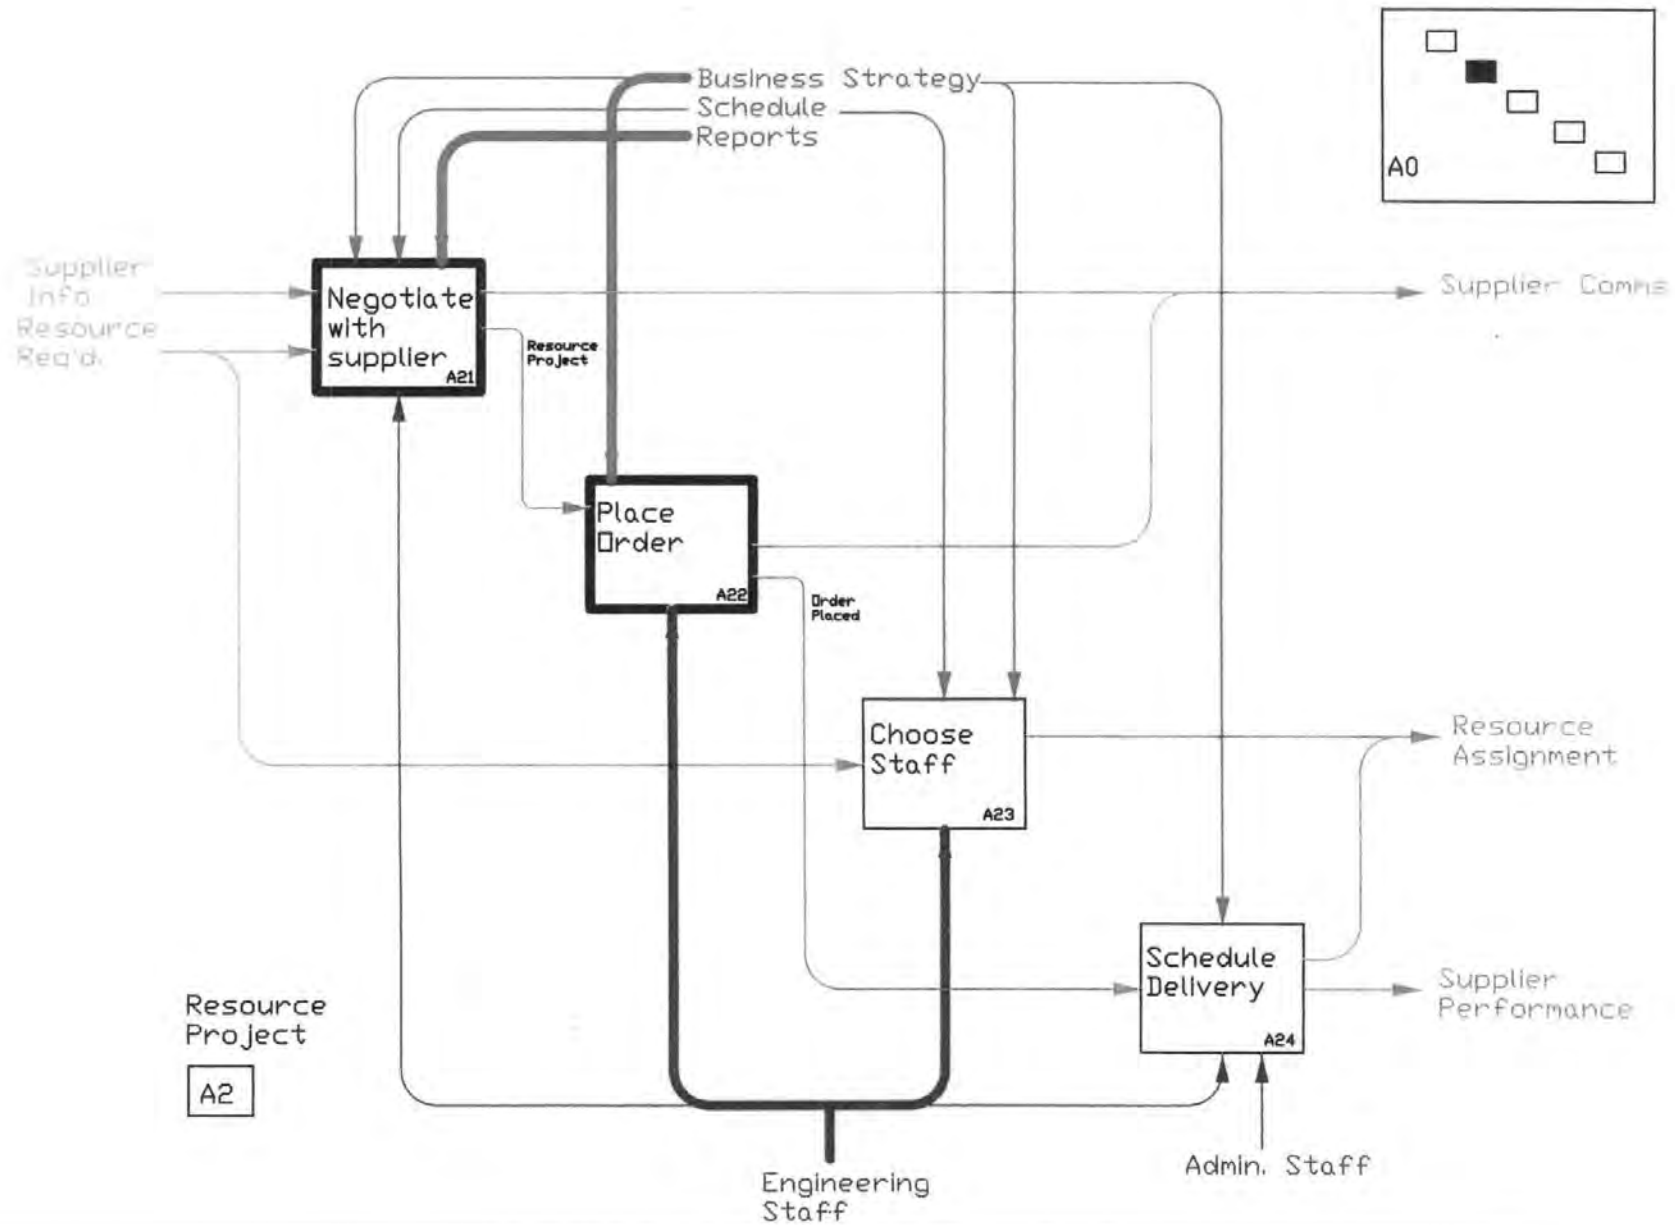 Business Strategy
Schedule
Reports
A0
Supplier
Info
Resource
Req'd.
Negotiate
with
supplier
A21
Resource
Project
Supplier Comms
Place
Order
A22
Order
Placed
Choose
Staff
A23
Resource
Assignment
Schedule
Delivery
A24
Supplier
Performance
Resource
Project
A2
Admin. Staff
Engineering
Staff